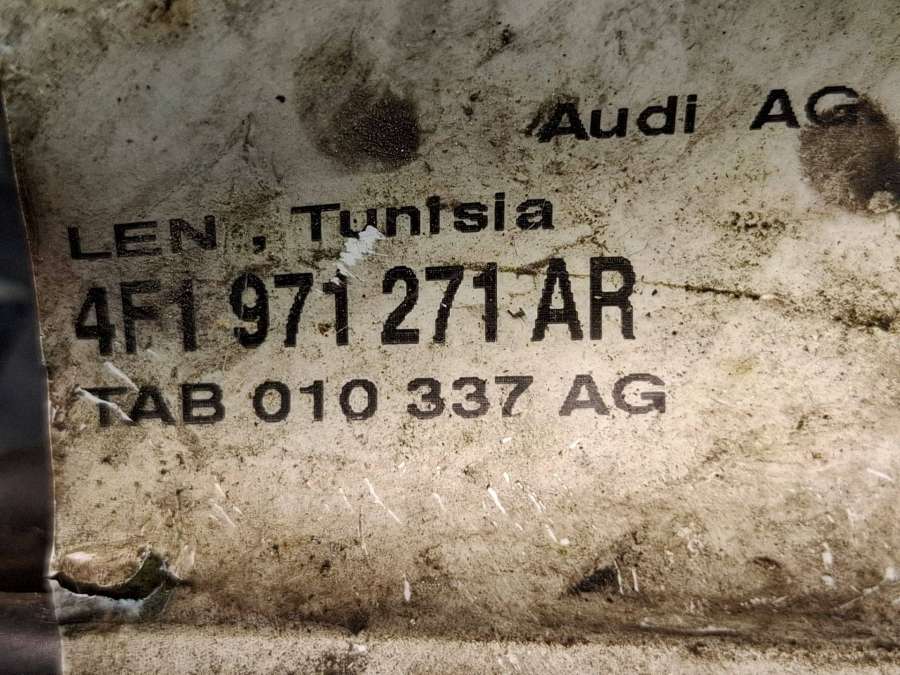 Audi AG
LEN , Tunisia
4F1 971 271 AR
TAB 010 337 AG